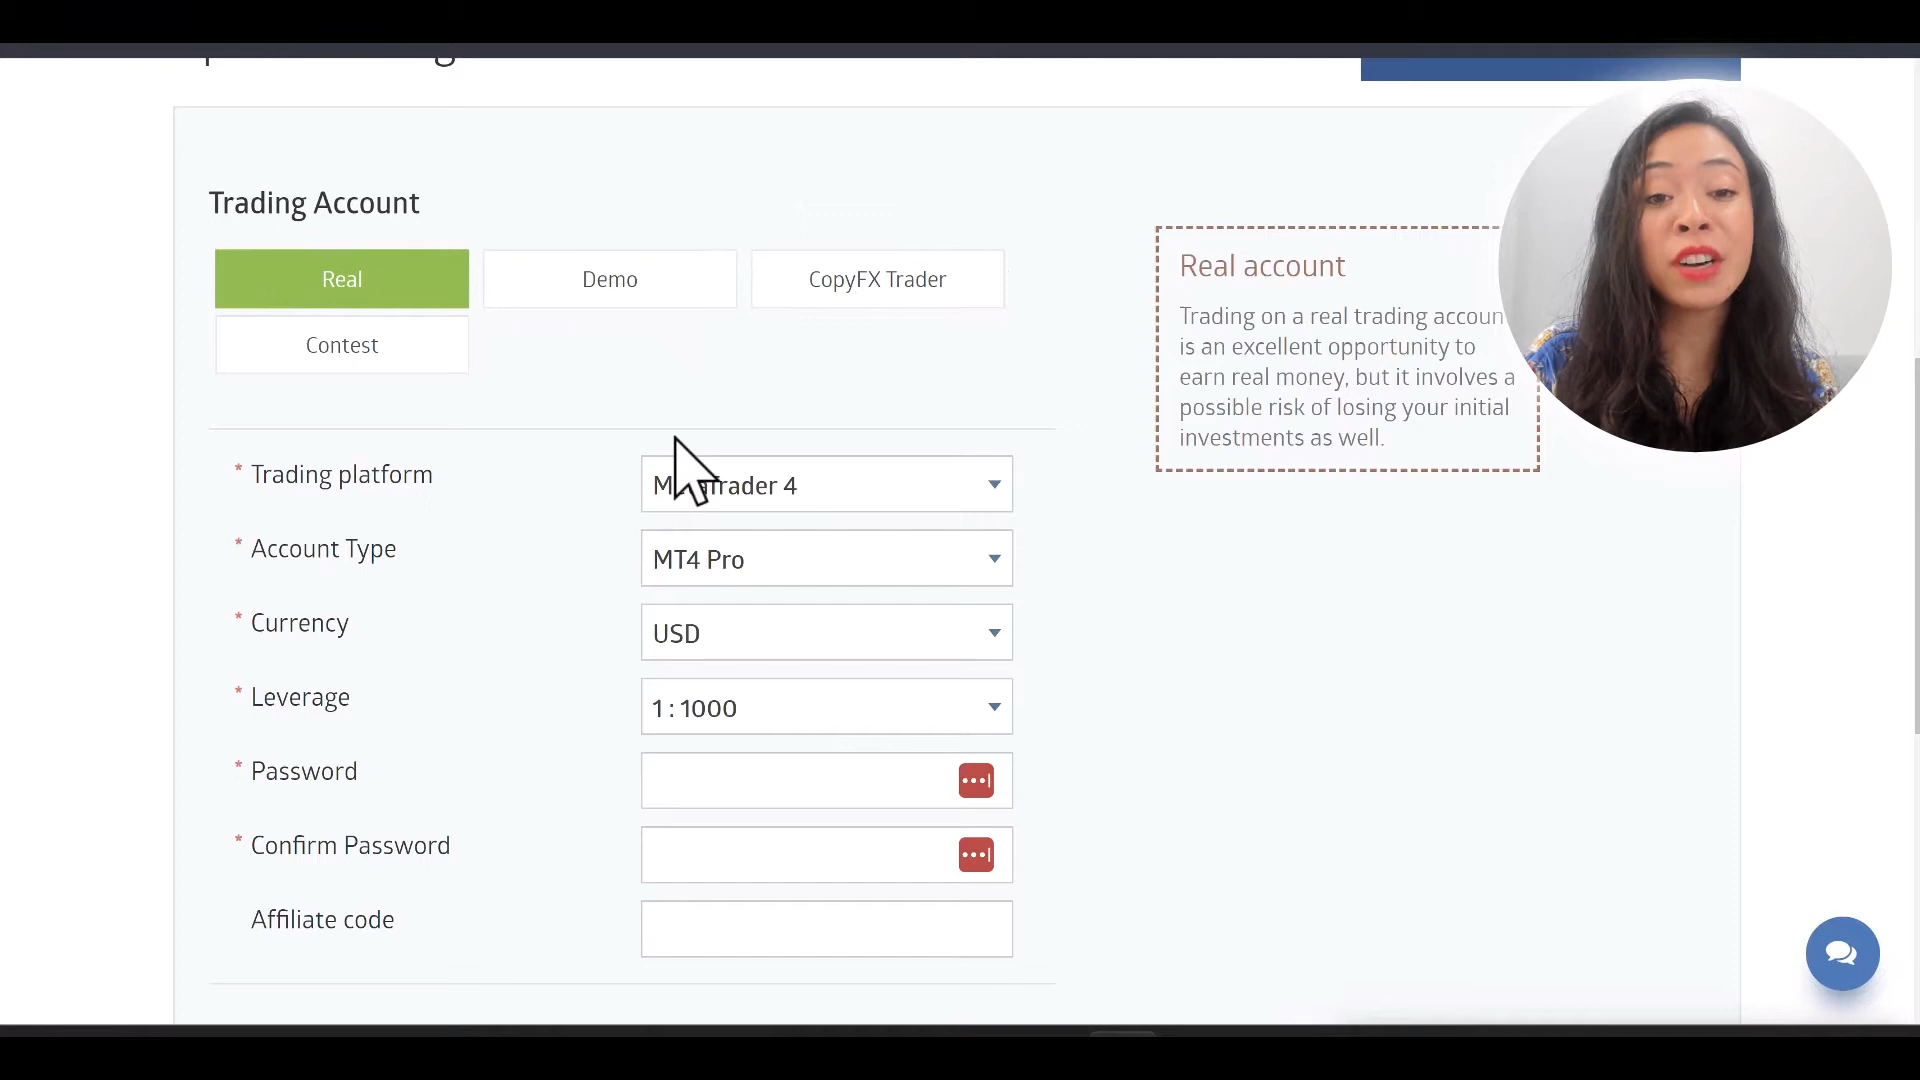 Trading Account
Real
Demo
CopyFX Trader
Contest
Real account
Trading on a real trading accoun
is an excellent opportunity to
earn real money, but it involves a
possible risk of losing your initial
investments as well.
* Trading platform
M Trader 4
* Account Type
MT4 Pro
* Currency
USD
* Leverage
1 : 1000
* Password
* Confirm Password
Affiliate code